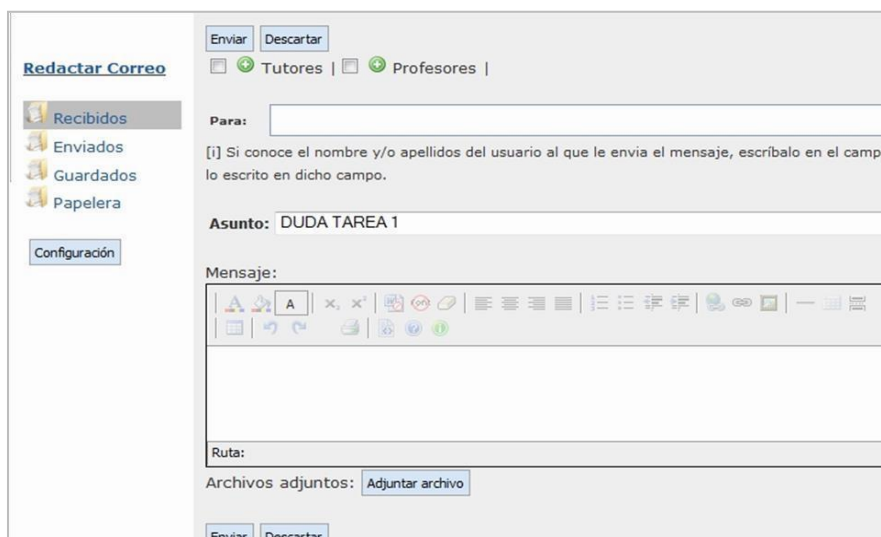 Enviar Descartar
Redactar Correo
Tutores | Profesores |
Recibidos
Enviados
Guardados
Papelera
Configuración
Para:
[i] Si conoce el nombre y/o apellidos del usuario al que le envia el mensaje, escríbalo en el camp
lo escrito en dicho campo.
Asunto: DUDA TAREA 1
Mensaje:
Ruta:
Archivos adjuntos: Adjuntar archivo
Enviar Descartar